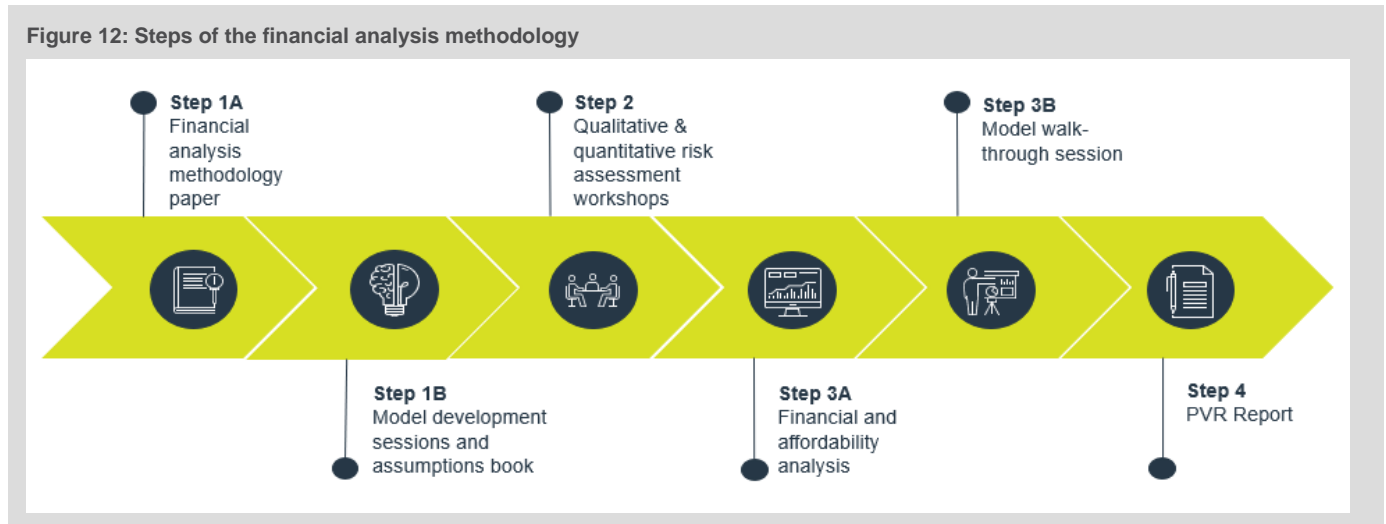 Figure 12: Steps of the financial analysis methodology
Step 1A
Financial
analysis
methodology
paper
Step 1B
Model development
sessions and
assumptions book
Step 2
Qualitative &
quantitative risk
assessment
workshops
Step 3A
Financial and
affordability
analysis
Step 3B
Model walk-
through session
Step 4
PVR Report